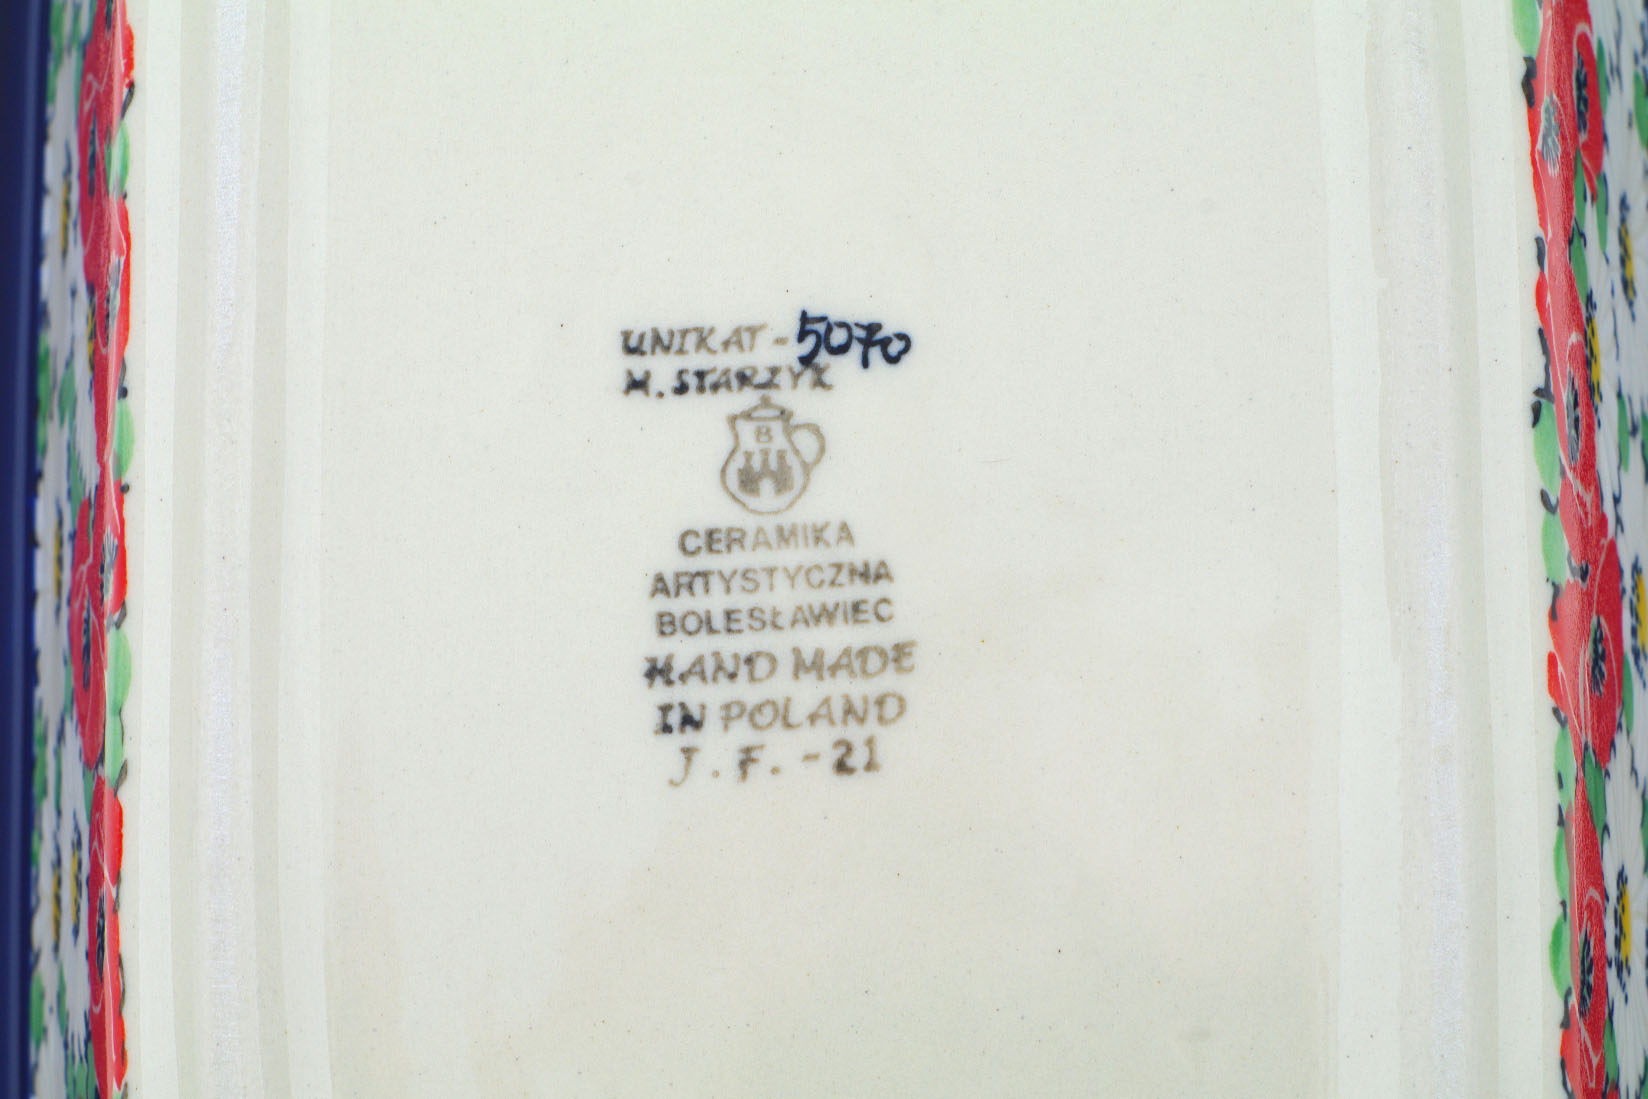 UNIKAT - 5070
M. STARZYK
B
CERAMIKA
ARTYSTYCZNA
BOLESŁAWIEC
HAND MADE
IN POLAND
J. F. - 21